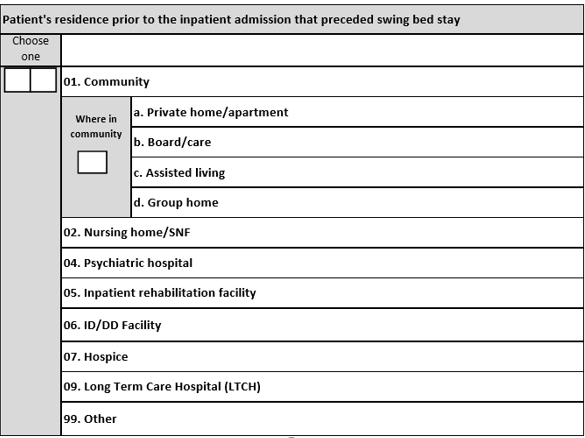 Patient's residence prior to the inpatient admission that preceded swing bed stay
Choose
one
01. Community
Where in
community
a. Private home/apartment
b. Board/care
c. Assisted living
d. Group home
02. Nursing home/SNF
04. Psychiatric hospital
05. Inpatient rehabilitation facility
06. ID/DD Facility
07. Hospice
09. Long Term Care Hospital (LTCH)
99. Other